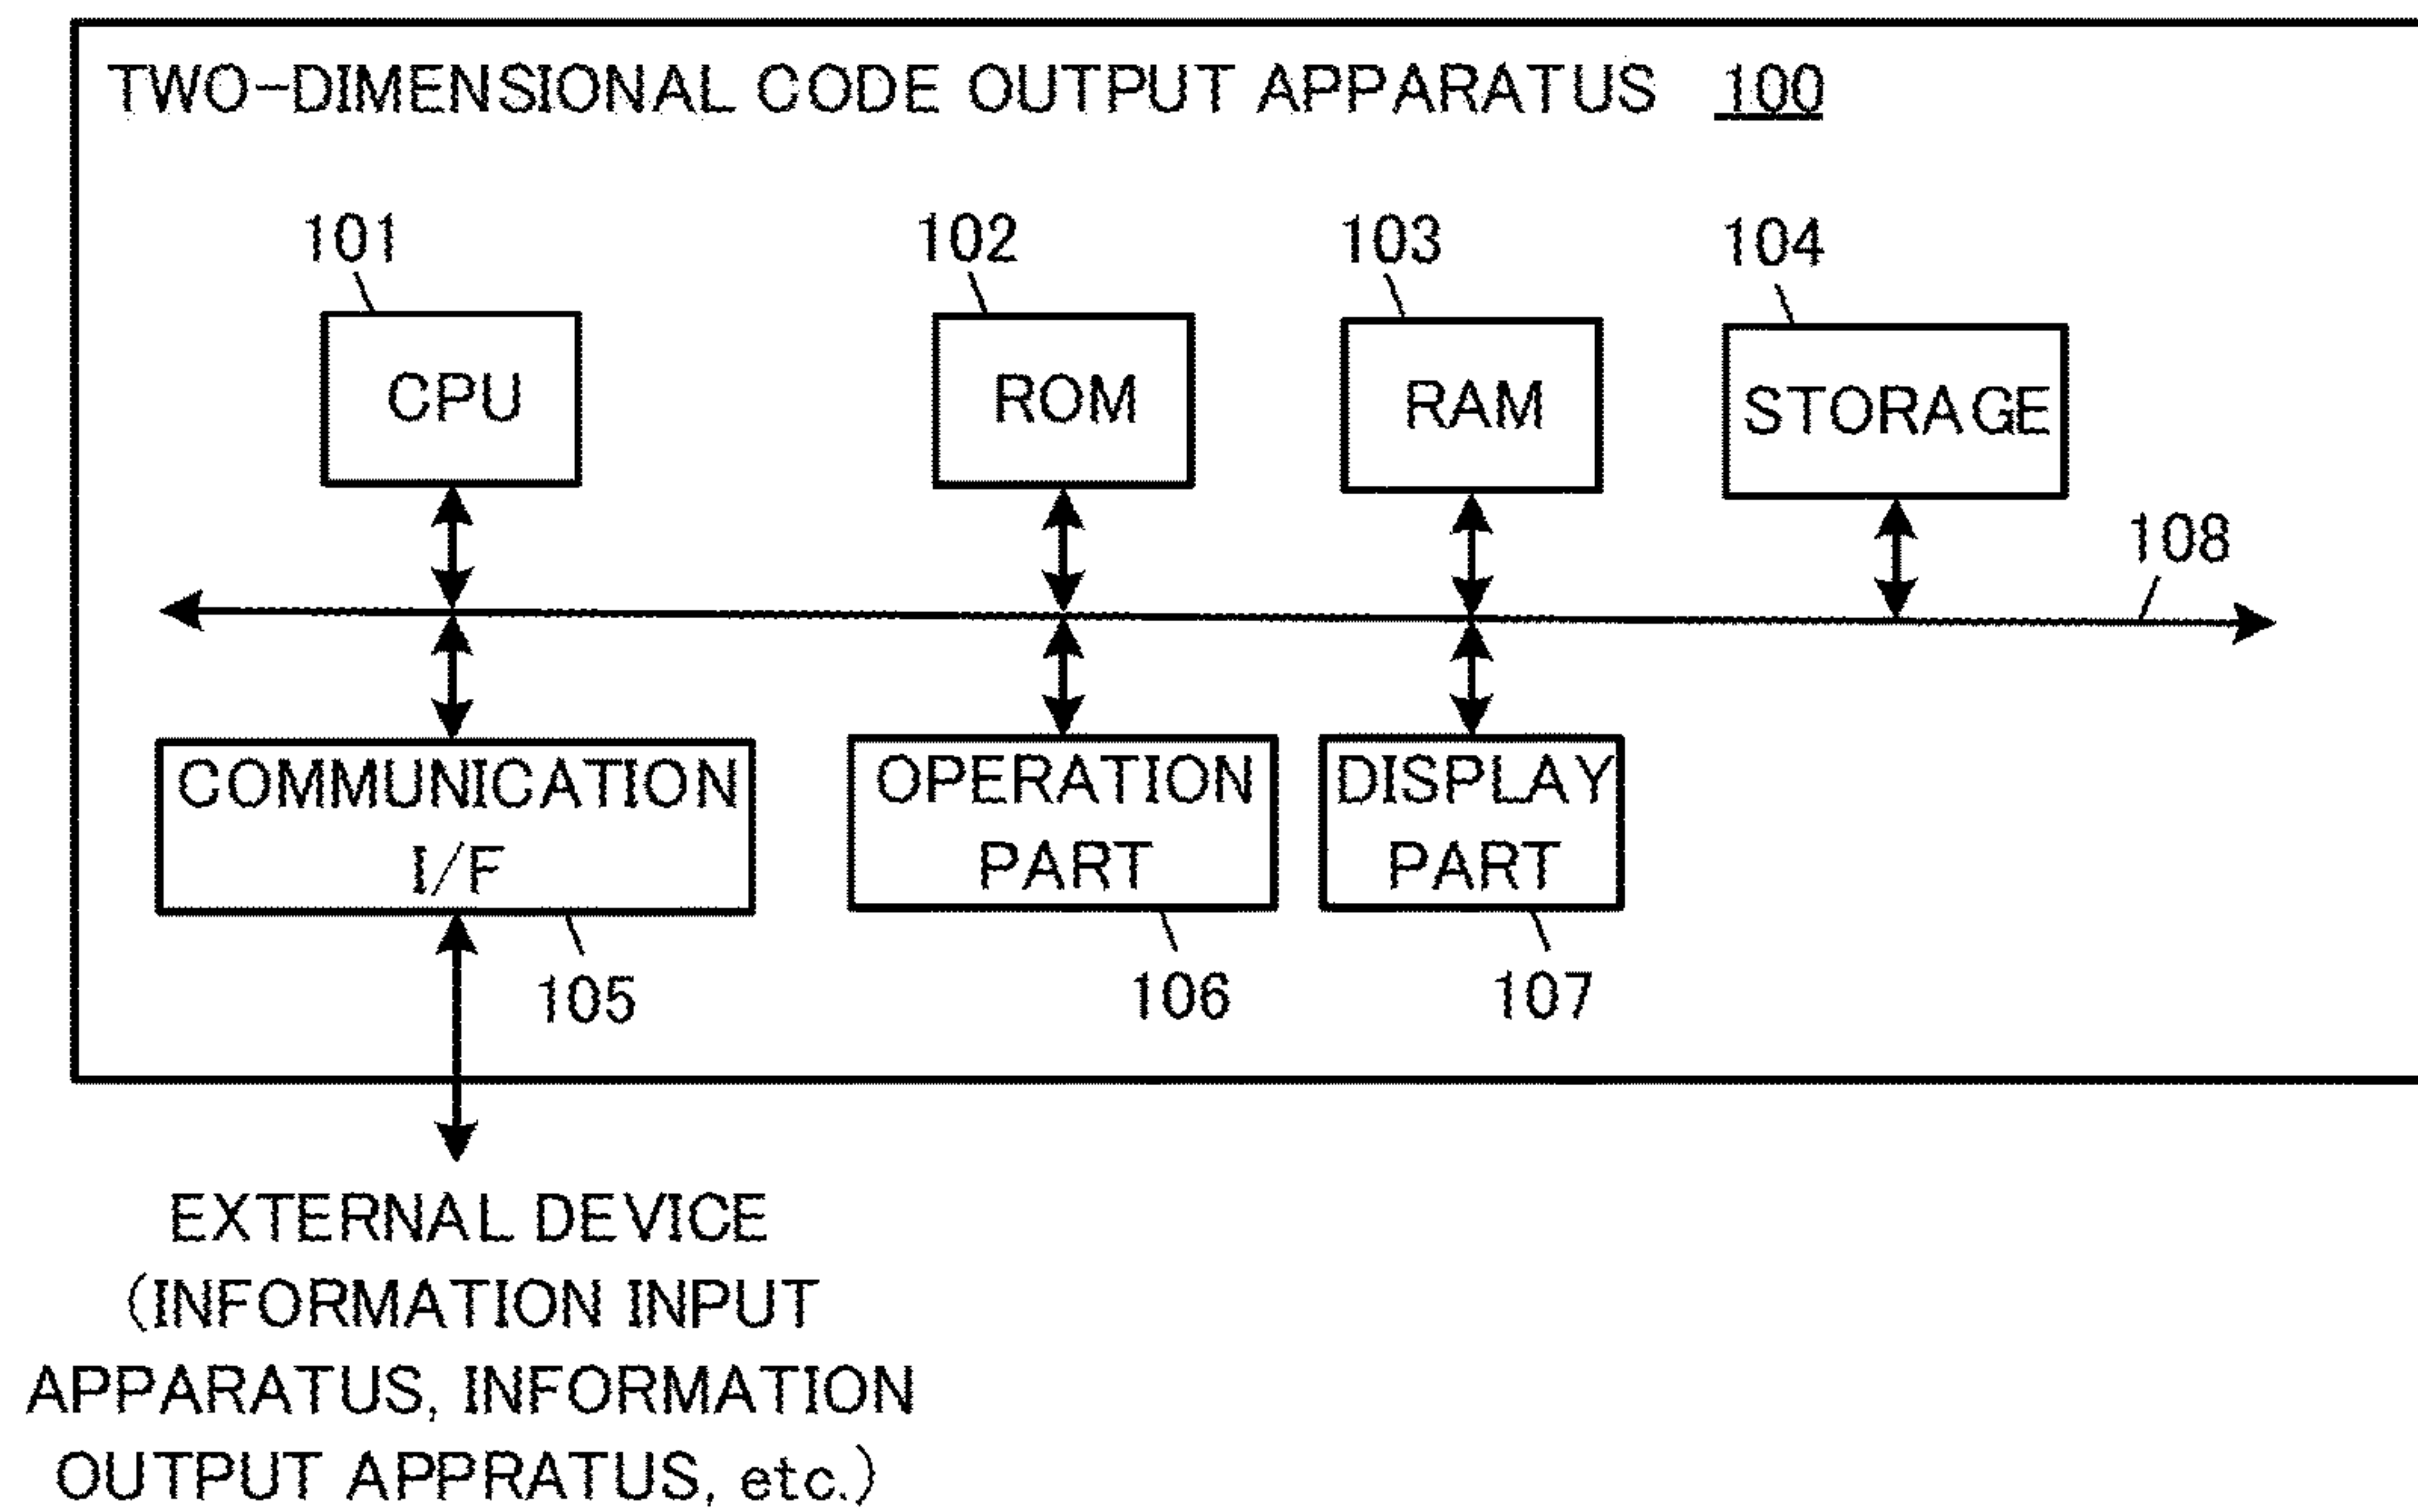 TWO-DIMENSIONAL CODE OUTPUT APPARATUS 100
101
102
103
104
CPU
ROM
RAM
STORAGE
108
COMMUNICATION
I/F
OPERATION
PART
DISPLAY
PART
105
106
107
EXTERNAL DEVICE
(INFORMATION INPUT
APPARATUS, INFORMATION
OUTPUT APPRATUS, etc.)